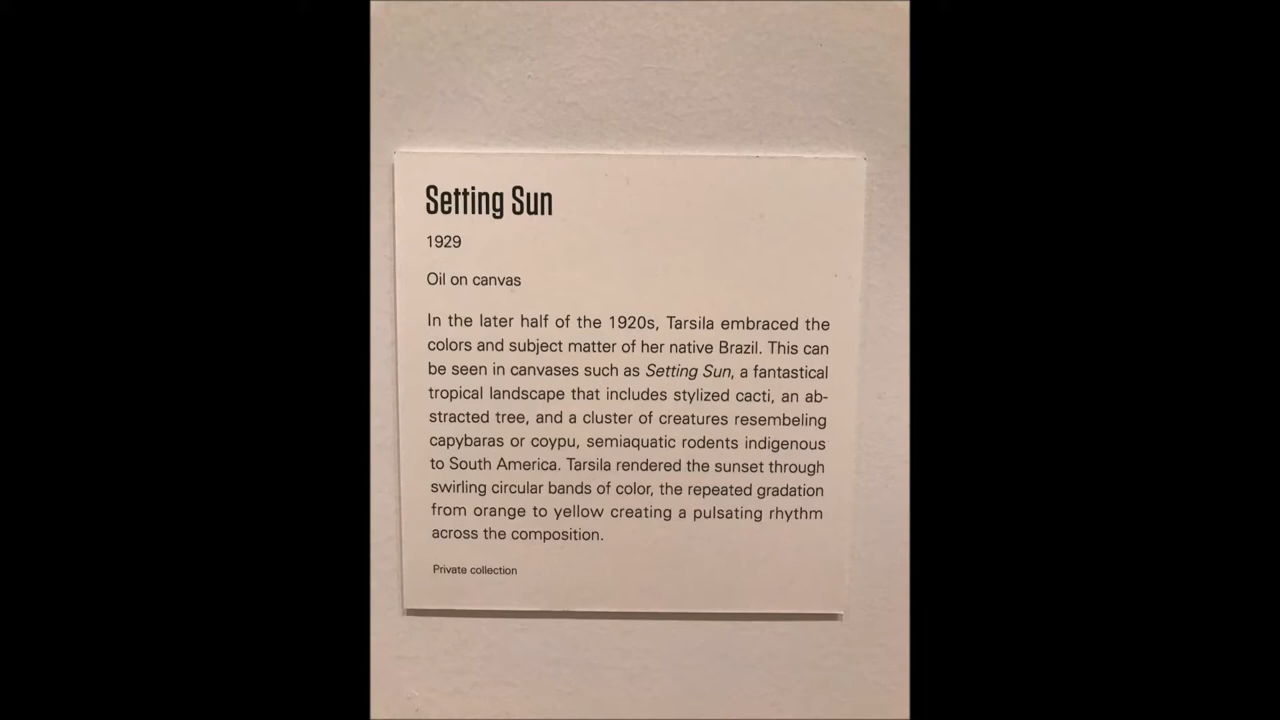 Setting Sun
1929
Oil on canvas
In the later half of the 1920s, Tarsila embraced the
colors and subject matter of her native Brazil. This can
be seen in canvases such as Setting Sun, a fantastical
tropical landscape that includes stylized cacti, an ab-
stracted tree, and a cluster of creatures resembeling
capybaras or coypu, semiaquatic rodents indigenous
to South America. Tarsila rendered the sunset through
swirling circular bands of color, the repeated gradation
from orange to yellow creating a pulsating rhythm
across the composition.
Private collection